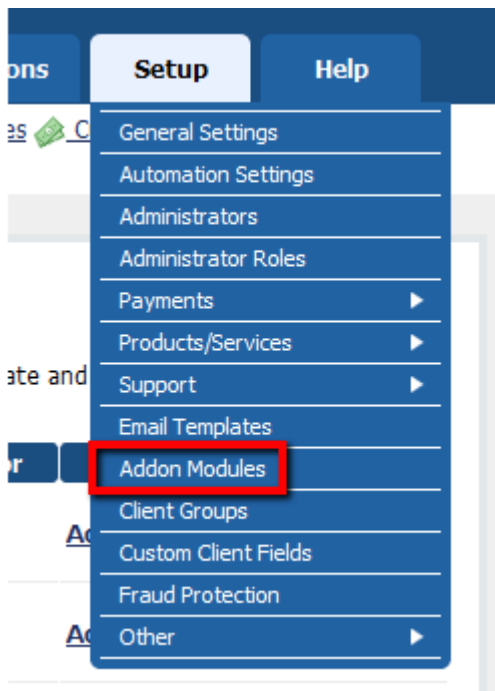 ons Setup Help
es C
General Settings
Automation Settings
Administrators
Administrator Roles
Payments
Products/Services
ate and
Support
Email Templates
or
Addon Modules
Client Groups
Ad
Custom Client Fields
Fraud Protection
Ad
Other